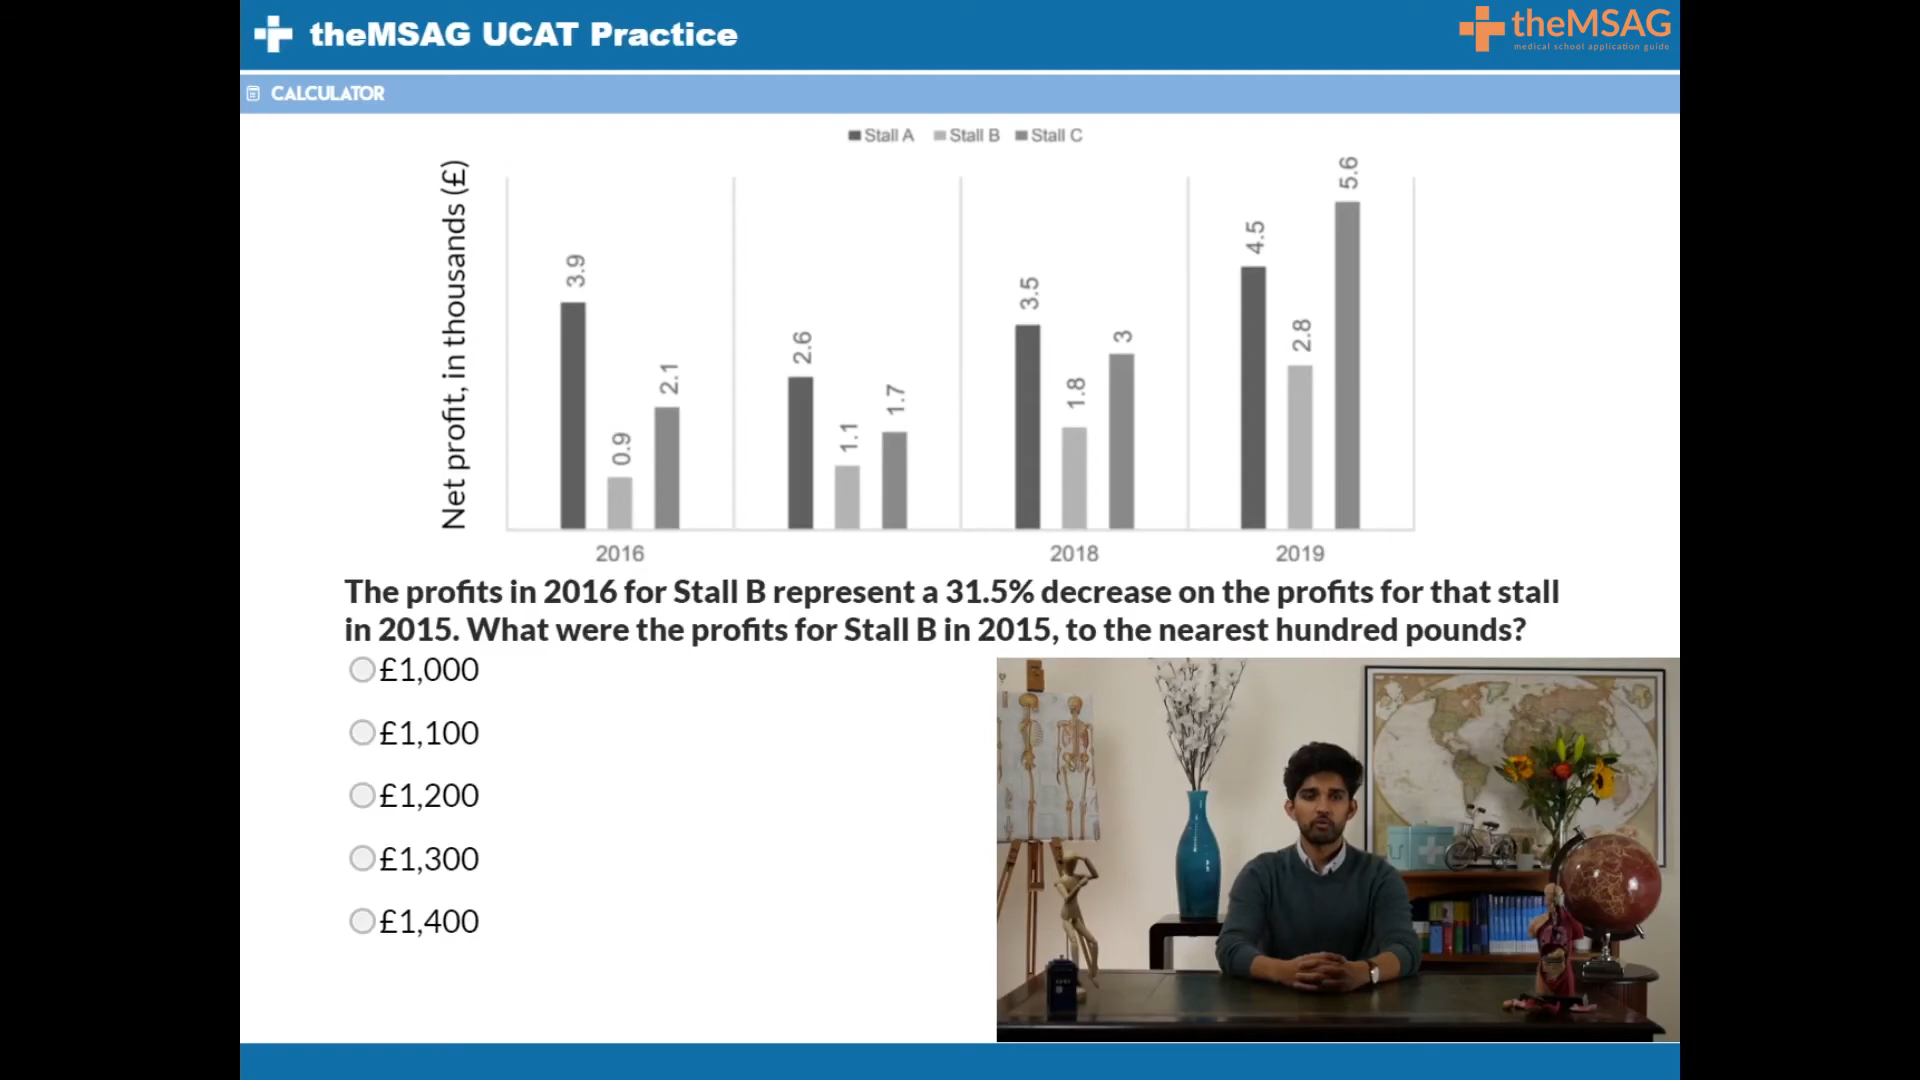 theMSAG UCAT Practice
theMSAG
medical school application guide
CALCULATOR
Stall A Stall B Stall C
Net profit, in thousands (£)
3.9
0.9
2.1
2.6
1.1
1.7
3.5
1.8
3
4.5
2.8
5.6
2016 2018 2019
The profits in 2016 for Stall B represent a 31.5% decrease on the profits for that stall
in 2015. What were the profits for Stall B in 2015, to the nearest hundred pounds?
£1,000
£1,100
£1,200
£1,300
£1,400